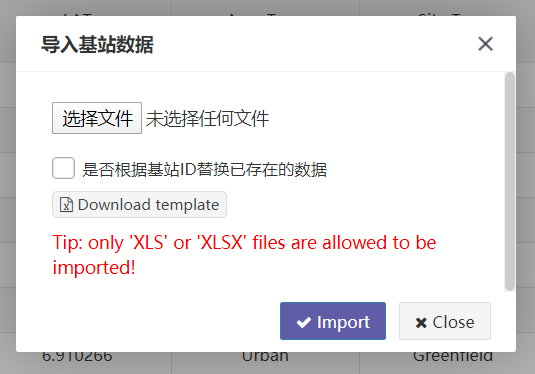 导入基站数据
选择文件 未选择任何文件
是否根据基站ID替换已存在的数据
Download template
Tip: only 'XLS' or 'XLSX' files are allowed to be
imported!
Import Close
6.910266 Urban Greenfield